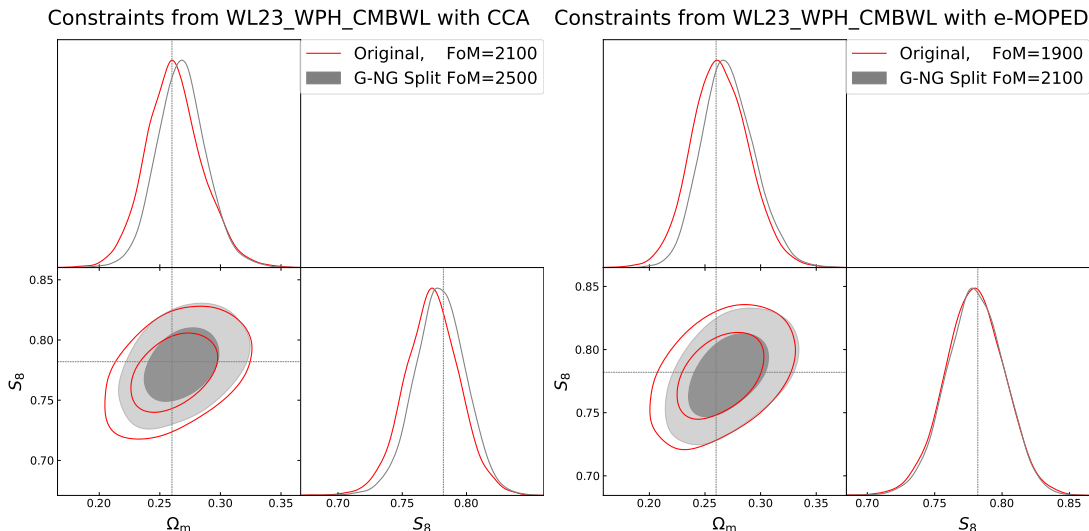 Constraints from WL23_WPH_CMBWL with CCA
Original, FoM=2100
G-NG Split FoM=2500
0.85
0.80
0.75
0.70
S₈
0.20 0.25 0.30 0.35
Ωₘ
0.70 0.75 0.80
S₈
Constraints from WL23_WPH_CMBWL with e-MOPED
Original, FoM=1900
G-NG Split FoM=2100
0.85
0.80
0.75
0.70
S₈
0.20 0.25 0.30 0.35
Ωₘ
0.70 0.75 0.80 0.85
S₈